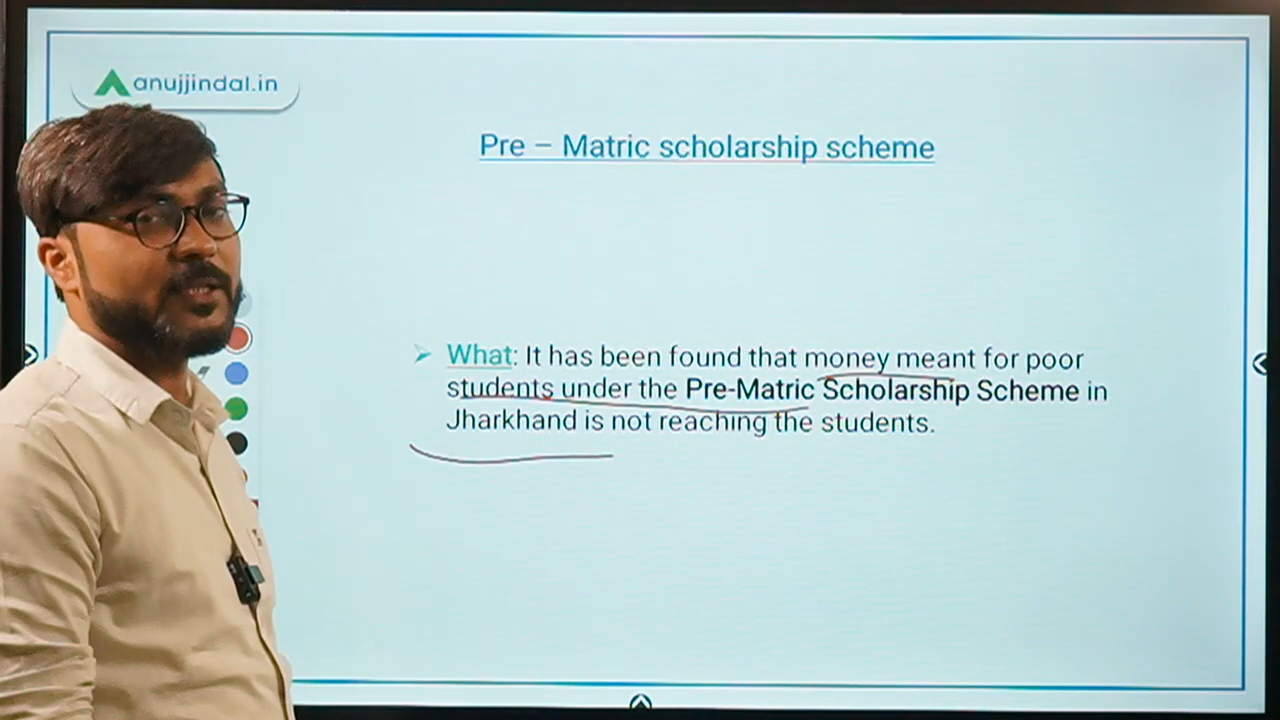 anujjindal.in
Pre – Matric scholarship scheme
➢ What: It has been found that money meant for poor
students under the Pre-Matric Scholarship Scheme in
Jharkhand is not reaching the students.